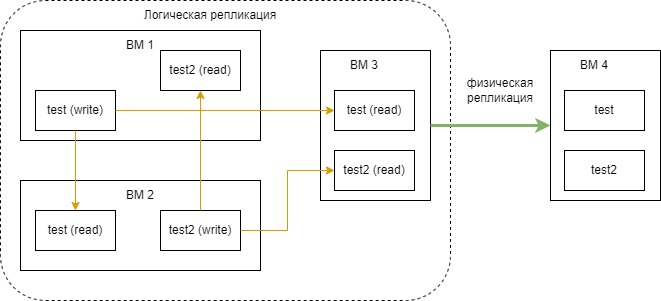 Логическая репликация
ВМ 1
test2 (read)
test (write)
ВМ 2
test (read)
test2 (write)
ВМ 3
test (read)
test2 (read)
физическая
репликация
ВМ 4
test
test2